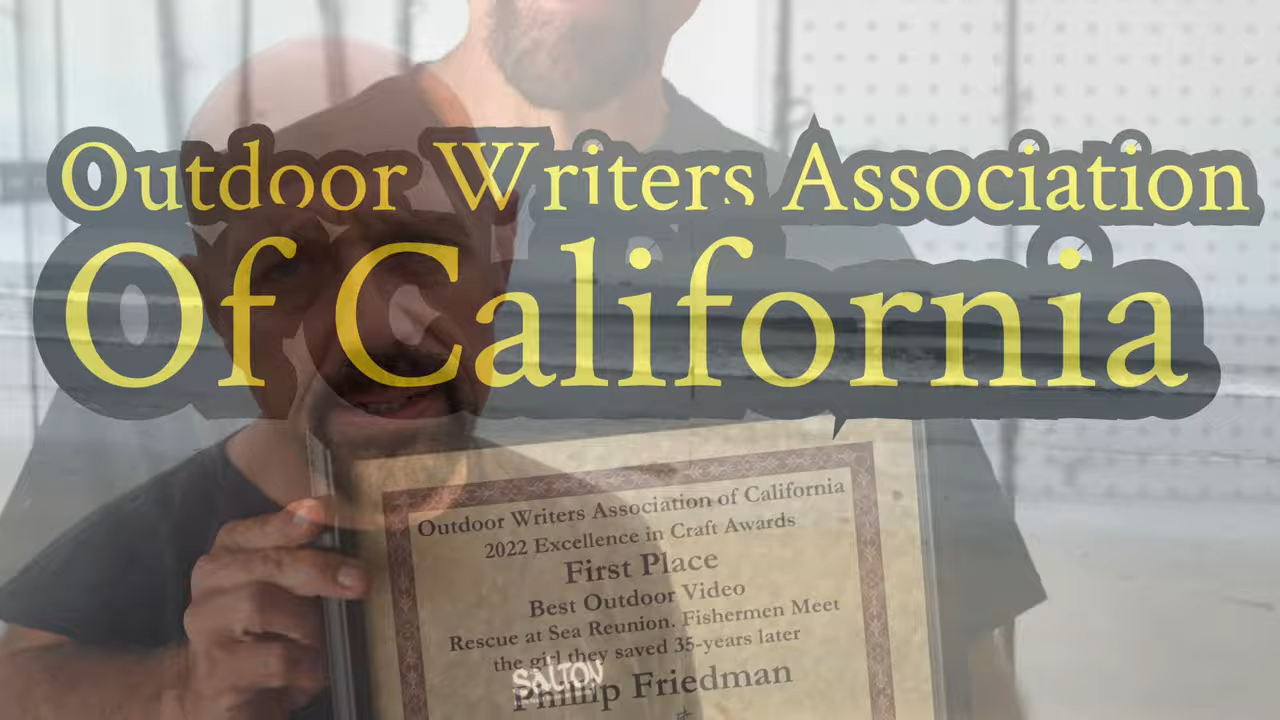 Outdoor Writers Association
Of California
Outdoor Writers Association of California
2022 Excellence in Craft Awards
First Place
Best Outdoor Video
Rescue at Sea Reunion. Fishermen Meet
the girl they saved 35-years later
SALTON
Phillip Friedman